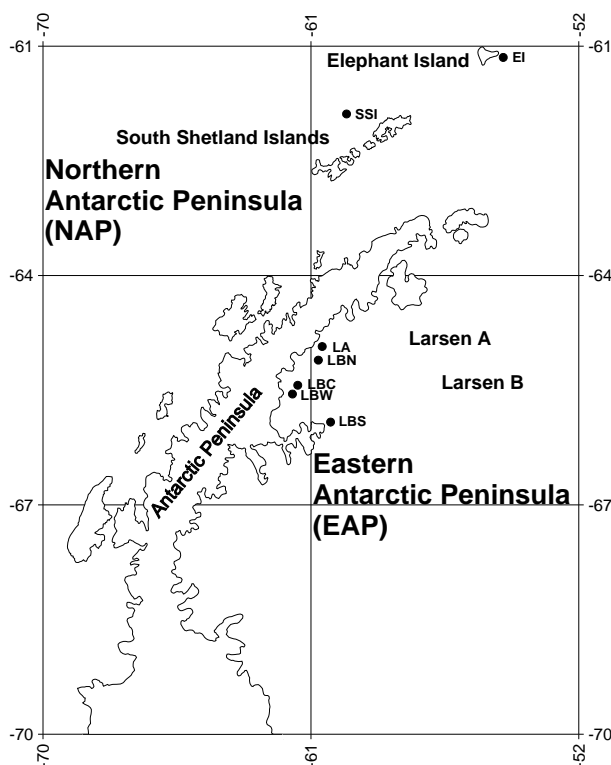 -70
-61
-52
-61
-61
Elephant Island
EI
SSI
South Shetland Islands
Northern
Antarctic Peninsula
(NAP)
-64
-64
LA
Larsen A
LBN
LBC
Larsen B
LBW
Antarctic Peninsula
LBS
Eastern
Antarctic Peninsula
(EAP)
-67
-67
-70
-70
-70
-61
-52